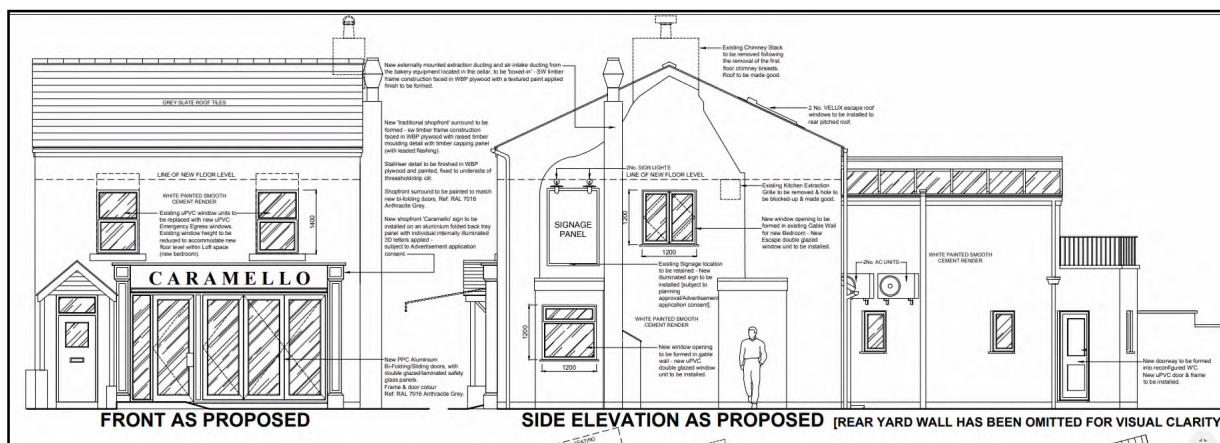 GREY SLATE ROOF TILES
LINE OF NEW FLOOR LEVEL
WHITE PAINTED SMOOTH
CEMENT RENDER
Existing uPVC window units to
be replaced with new uPVC
Emergency Egress windows.
Existing window height to
be reduced to accommodate new
floor level within Loft space
(new bedroom).
1400
CARAMELLO
FRONT AS PROPOSED
New externally mounted extraction ducting and air-intake ducting from
the bakery equipment located in the cellar, to be 'boxed-in' - SW timber
frame construction faced in WBP plywood with a textured paint applied
finish to be formed.
New 'traditional shopfront' surround to be
formed - sw timber frame construction
faced in WBP plywood with raised timber
moulding detail with timber capping panel
(with leaded flashing).
Stallriser detail to be finished in WBP
plywood and painted, fixed to underside of
threshold/drip cill.
Shopfront surround to be painted to match
new bi-folding doors, Ref: RAL 7016
Anthracite Grey.
New shopfront 'Caramello' sign to be
installed on an aluminium folded back tray
panel with individual internally illuminated
3D letters applied -
subject to Advertisement application
consent.
New PPC Aluminium
Bi-Folding/Sliding doors, with
double glazed/laminated safety
glass panels.
Frame & door colour
Ref: RAL 7016 Anthracite Grey.
Existing Chimney Stack
to be removed following
the removal of the first
floor chimney breasts.
Roof to be made good.
2 No. VELUX escape roof
windows to be installed to
rear pitched roof.
2No. SIGN LIGHTS
LINE OF NEW FLOOR LEVEL
SIGNAGE
PANEL
1200
1200
Existing Kitchen Extraction
Grille to be removed & hole to
be blocked-up & made good.
New window opening to be
formed in existing Gable Wall
for new Bedroom - New
Escape double glazed
window unit to be installed.
Existing Signage location
to be retained - New
Illuminated sign to be
installed [subject to
planning
approval/Advertisement
application consent].
WHITE PAINTED SMOOTH
CEMENT RENDER
1200
1200
New window opening
to be formed in gable
wall - new uPVC
double glazed window
unit to be installed.
2No. AC UNITS
WHITE PAINTED SMOOTH
CEMENT RENDER
New doorway to be formed
into reconfigured WC.
New uPVC door & frame
to be installed.
SIDE ELEVATION AS PROPOSED [REAR YARD WALL HAS BEEN OMITTED FOR VISUAL CLARITY